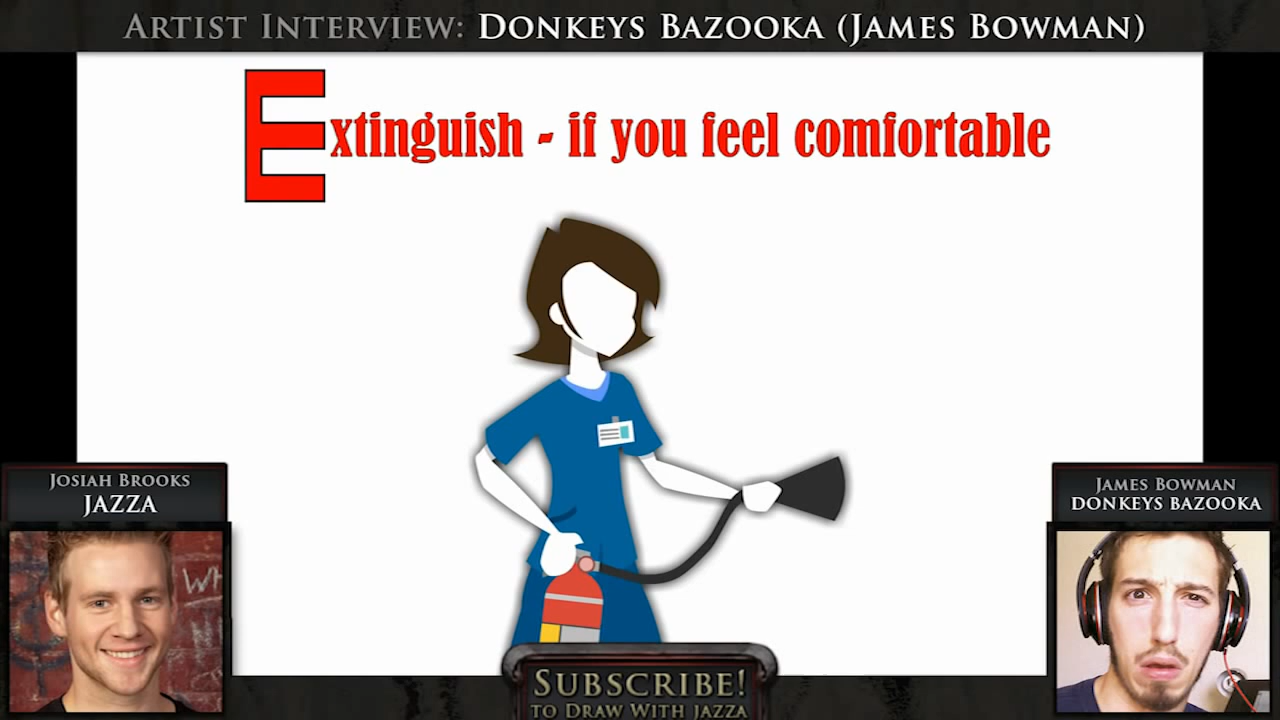 Artist Interview: Donkeys Bazooka (James Bowman)
Extinguish - if you feel comfortable
Josiah Brooks
JAZZA
James Bowman
DONKEYS BAZOOKA
WH
Subscribe!
to Draw With Jazza